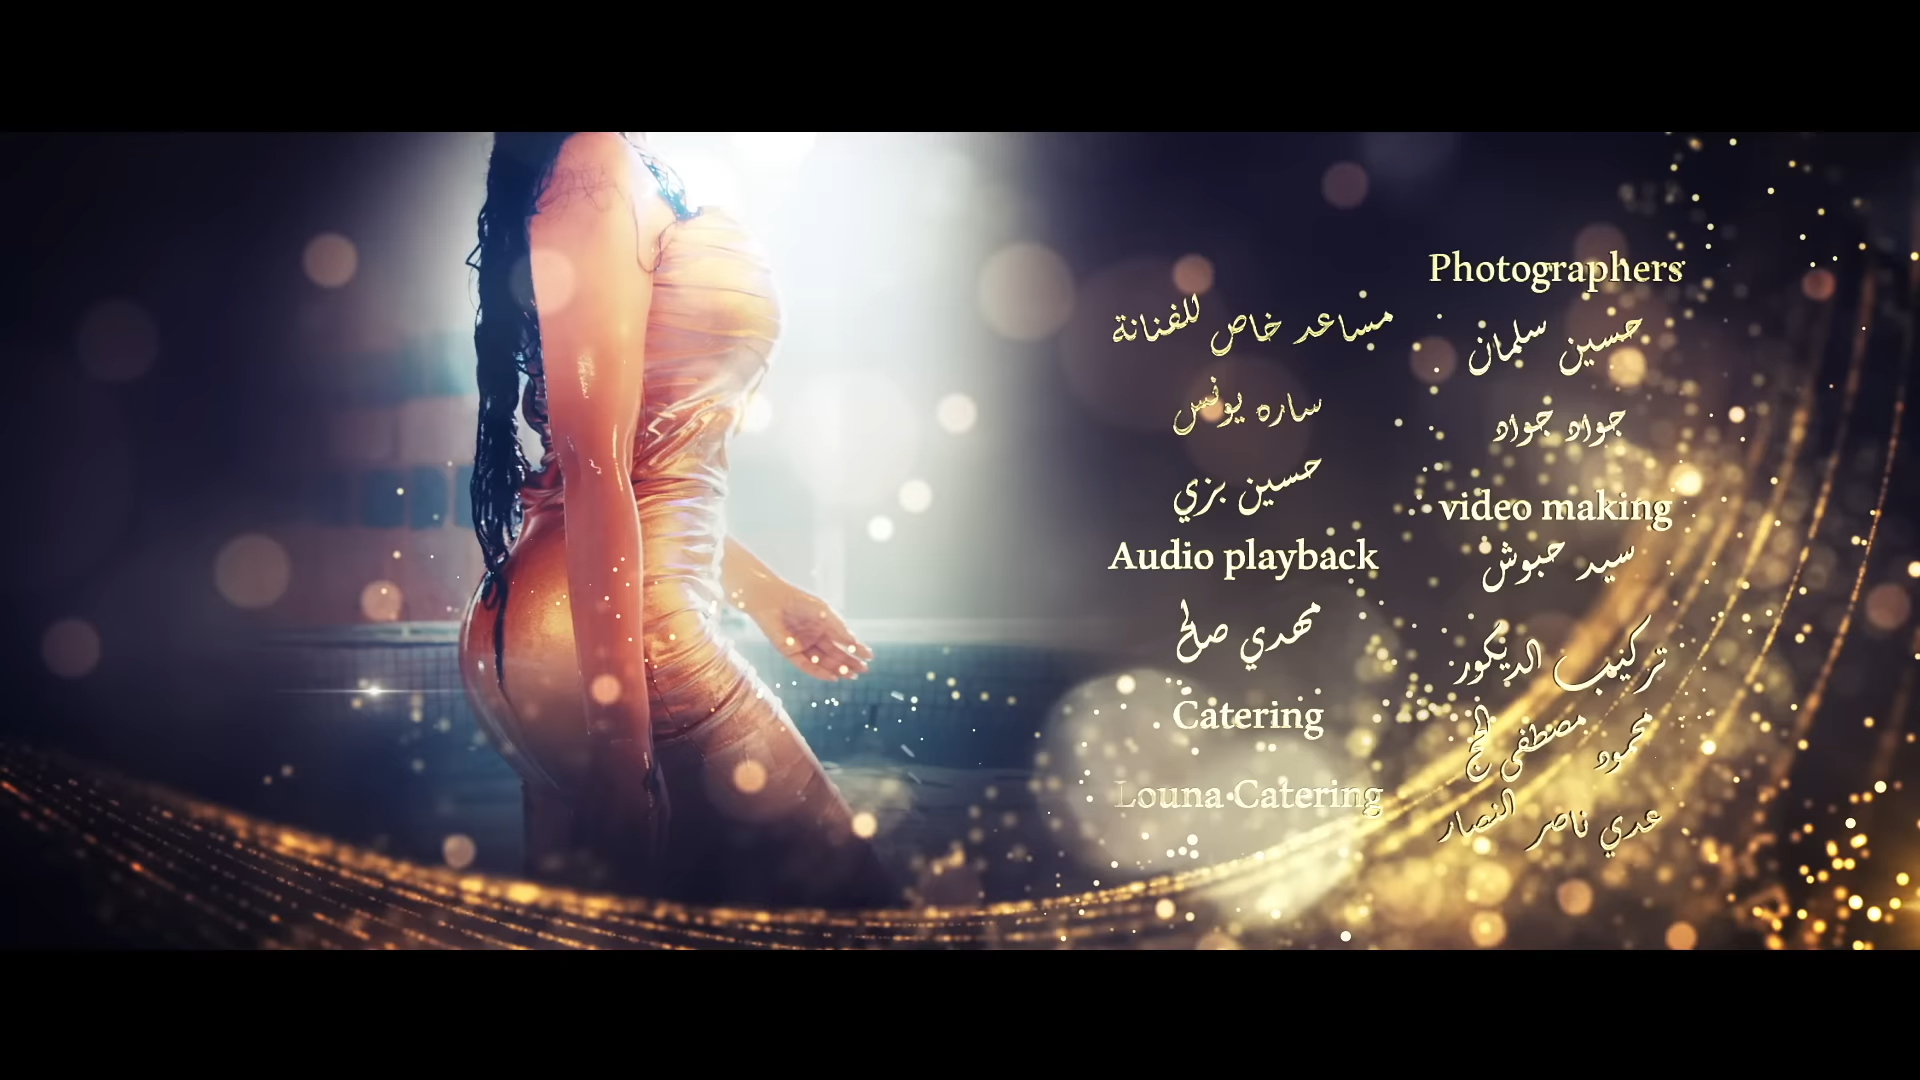 Photographers
حسين سلمان
جواد جواد
video making
سيد حبوش
تركيب الديكور
محمود مصطفى الحج
عدي ناصر النصار
مساعد خاص للفنانة
ساره يونس
حسين بزي
Audio playback
مهدي صالح
Catering
Louna Catering